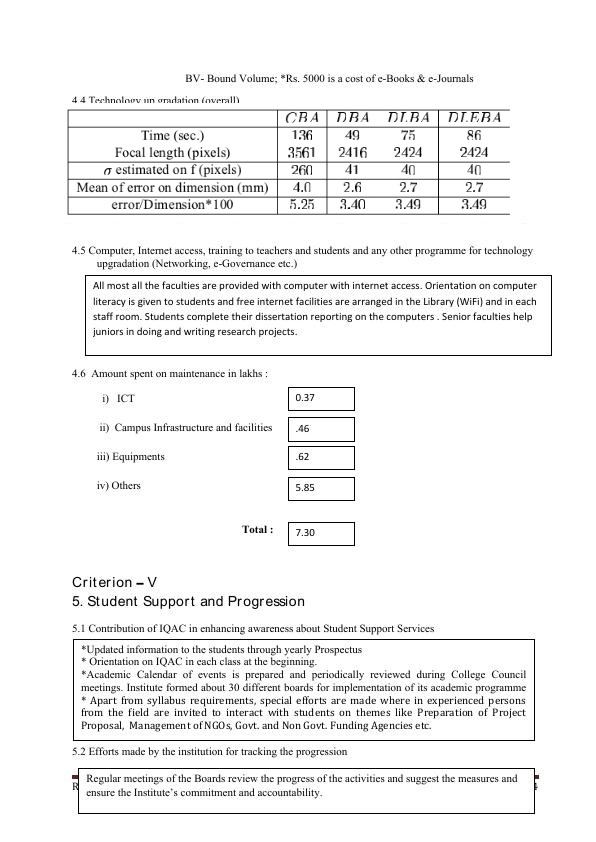 BV- Bound Volume; *Rs. 5000 is a cost of e-Books & e-Journals
4.4 Technology up gradation (overall)
CBA DBA DLBA DLEBA
Time (sec.) 136 49 75 86
Focal length (pixels) 3561 2416 2424 2424
σ estimated on f (pixels) 260 41 40 40
Mean of error on dimension (mm) 4.0 2.6 2.7 2.7
error/Dimension*100 5.25 3.40 3.49 3.49
4.5 Computer, Internet access, training to teachers and students and any other programme for technology
upgradation (Networking, e-Governance etc.)
All most all the faculties are provided with computer with internet access. Orientation on computer
literacy is given to students and free internet facilities are arranged in the Library (WiFi) and in each
staff room. Students complete their dissertation reporting on the computers . Senior faculties help
juniors in doing and writing research projects.
4.6 Amount spent on maintenance in lakhs :
i) ICT 0.37
ii) Campus Infrastructure and facilities .46
iii) Equipments .62
iv) Others 5.85
Total : 7.30
Criterion – V
5. Student Support and Progression
5.1 Contribution of IQAC in enhancing awareness about Student Support Services
*Updated information to the students through yearly Prospectus
* Orientation on IQAC in each class at the beginning.
*Academic Calendar of events is prepared and periodically reviewed during College Council
meetings. Institute formed about 30 different boards for implementation of its academic programme
* Apart from syllabus requirements, special efforts are made where in experienced persons
from the field are invited to interact with students on themes like Preparation of Project
Proposal, Management of NGOs, Govt. and Non Govt. Funding Agencies etc.
5.2 Efforts made by the institution for tracking the progression
Regular meetings of the Boards review the progress of the activities and suggest the measures and
ensure the Institute's commitment and accountability.